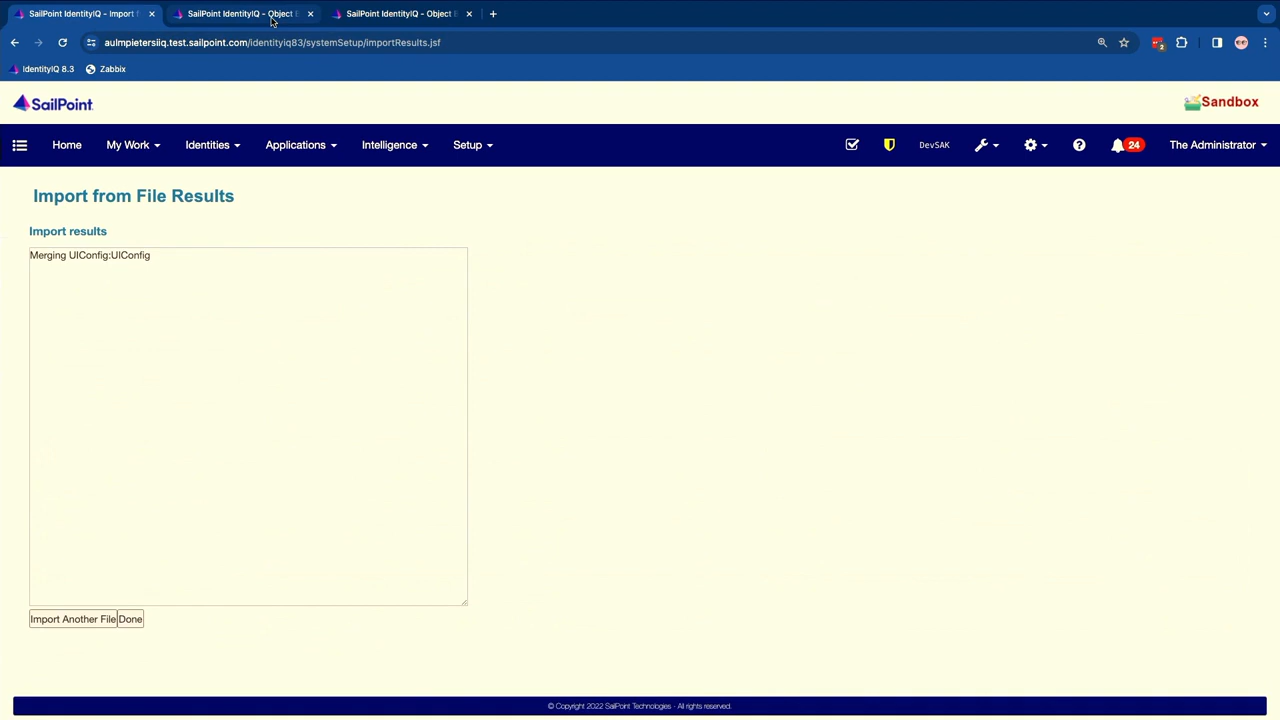 SailPoint IdentityIQ - Import f
SailPoint IdentityIQ - Object E
SailPoint IdentityIQ - Object E
aulmpietersiiq.test.sailpoint.com/identityiq83/systemSetup/importResults.jsf
2
IdentityIQ 8.3
Zabbix
SailPoint
Sandbox
Home
My Work
Identities
Applications
Intelligence
Setup
DevSAK
24
The Administrator
Import from File Results
Import results
Merging UIConfig:UIConfig
Import Another File
Done
© Copyright 2022 SailPoint Technologies - All rights reserved.